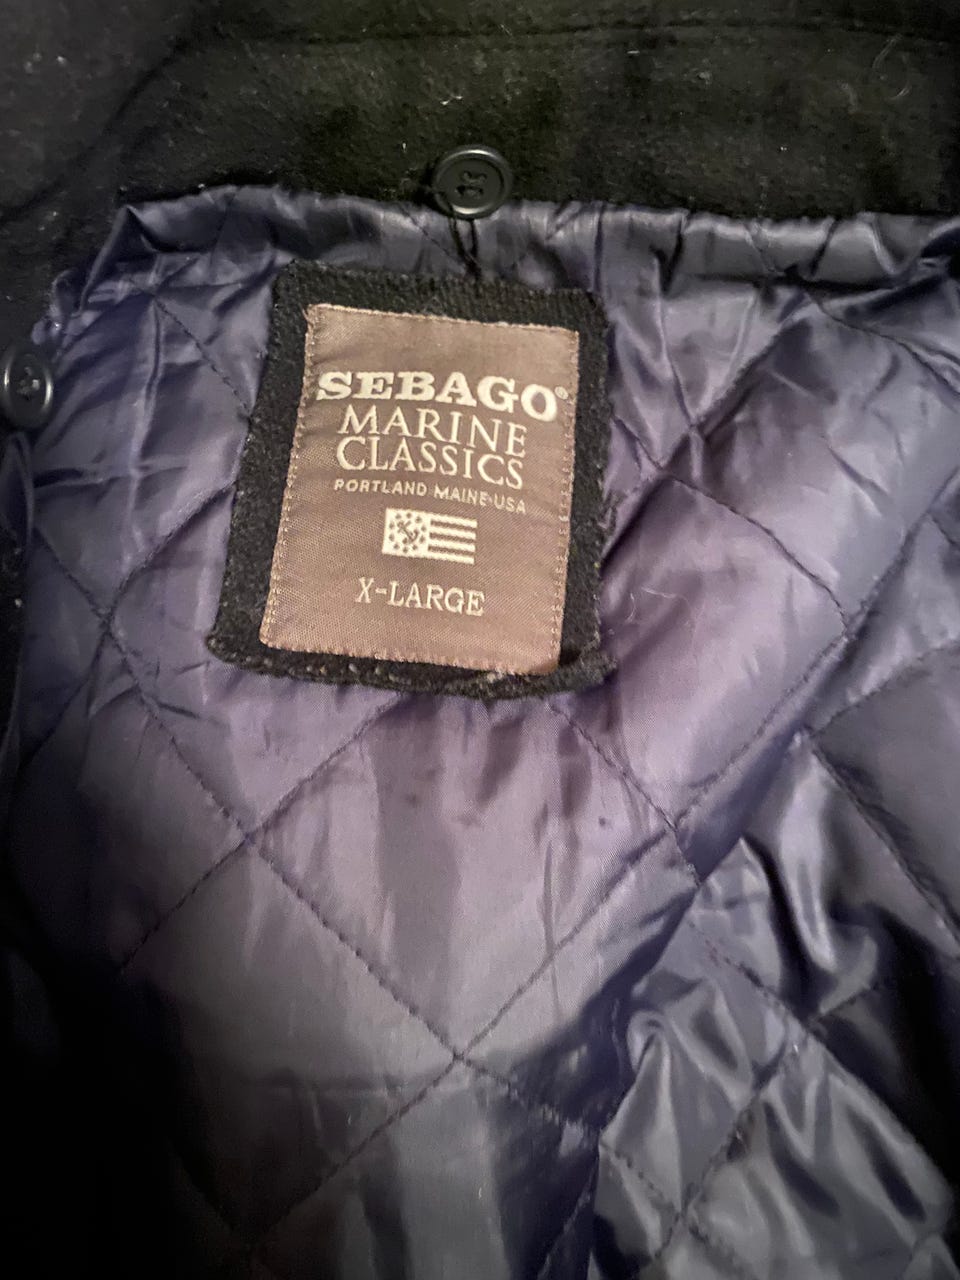 SEBAGO®
MARINE
CLASSICS
PORTLAND MAINE·USA
X-LARGE